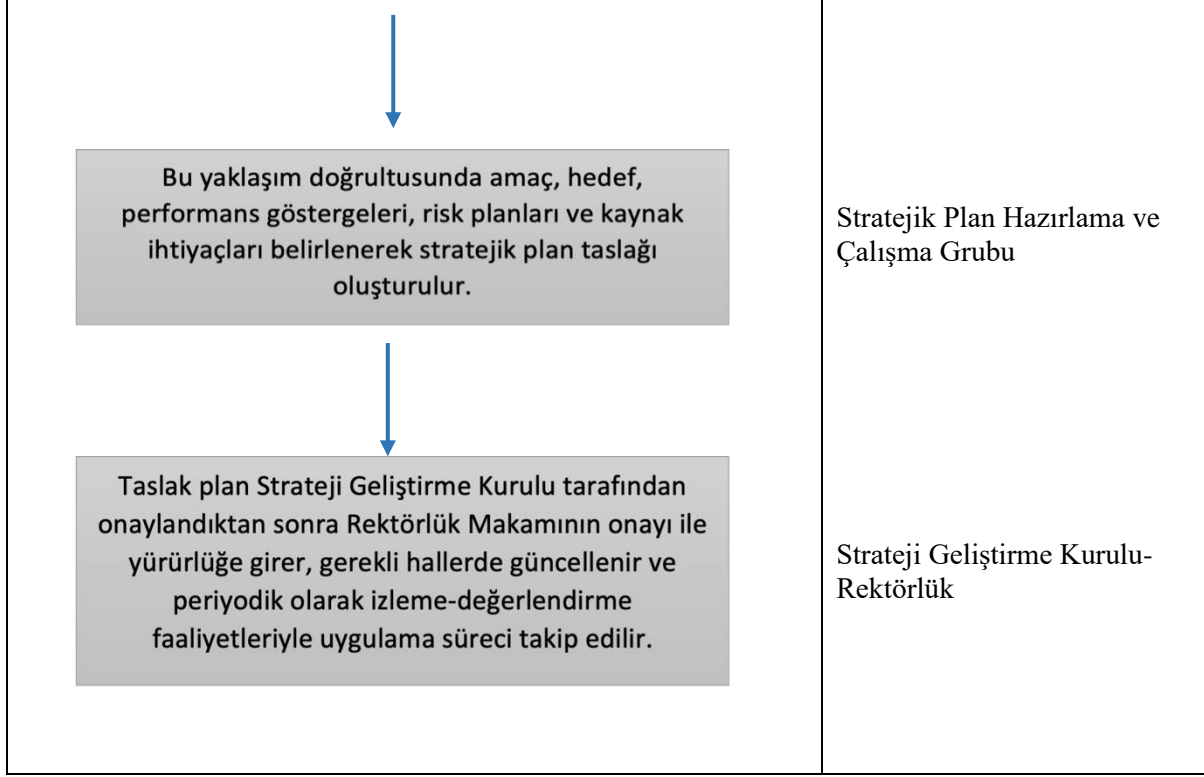 Bu yaklaşım doğrultusunda amaç, hedef,
performans göstergeleri, risk planları ve kaynak
ihtiyaçları belirlenerek stratejik plan taslağı
oluşturulur.
Stratejik Plan Hazırlama ve
Çalışma Grubu
Taslak plan Strateji Geliştirme Kurulu tarafından
onaylandıktan sonra Rektörlük Makamının onayı ile
yürürlüğe girer, gerekli hallerde güncellenir ve
periyodik olarak izleme-değerlendirme
faaliyetleriyle uygulama süreci takip edilir.
Strateji Geliştirme Kurulu-
Rektörlük